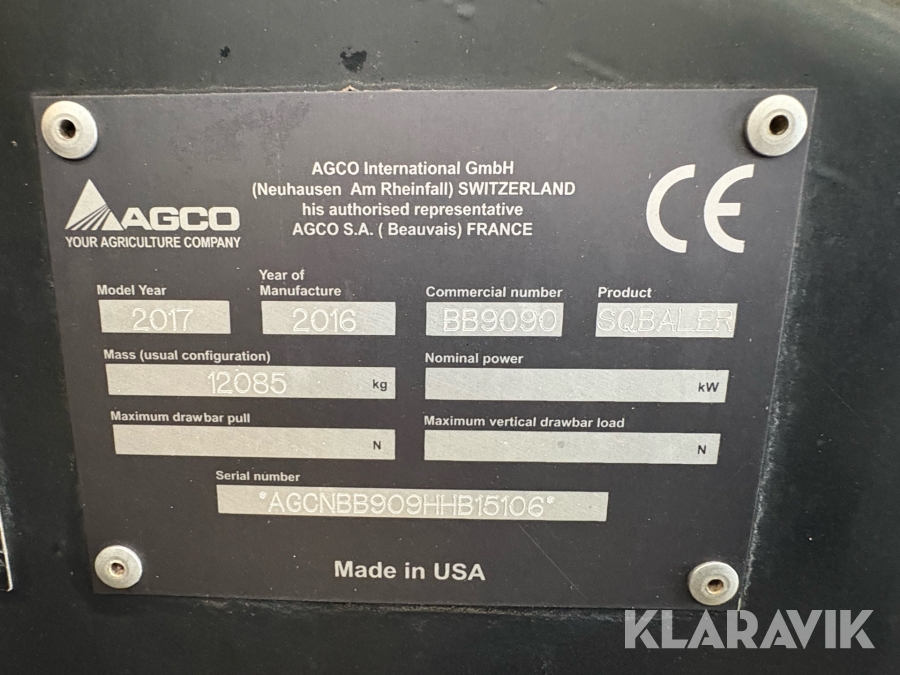 AGCO International GmbH
(Neuhausen Am Rheinfall) SWITZERLAND
his authorised representative
AGCO S.A. ( Beauvais) FRANCE
AGCO
YOUR AGRICULTURE COMPANY
CE
Model Year
2017
Year of
Manufacture
2016
Commercial number
BB9090
Product
SQBALER
Mass (usual configuration)
12085 kg
Nominal power
kW
Maximum drawbar pull
N
Maximum vertical drawbar load
N
Serial number
*AGCNBB909HHB15106*
Made in USA
KLARAVIK